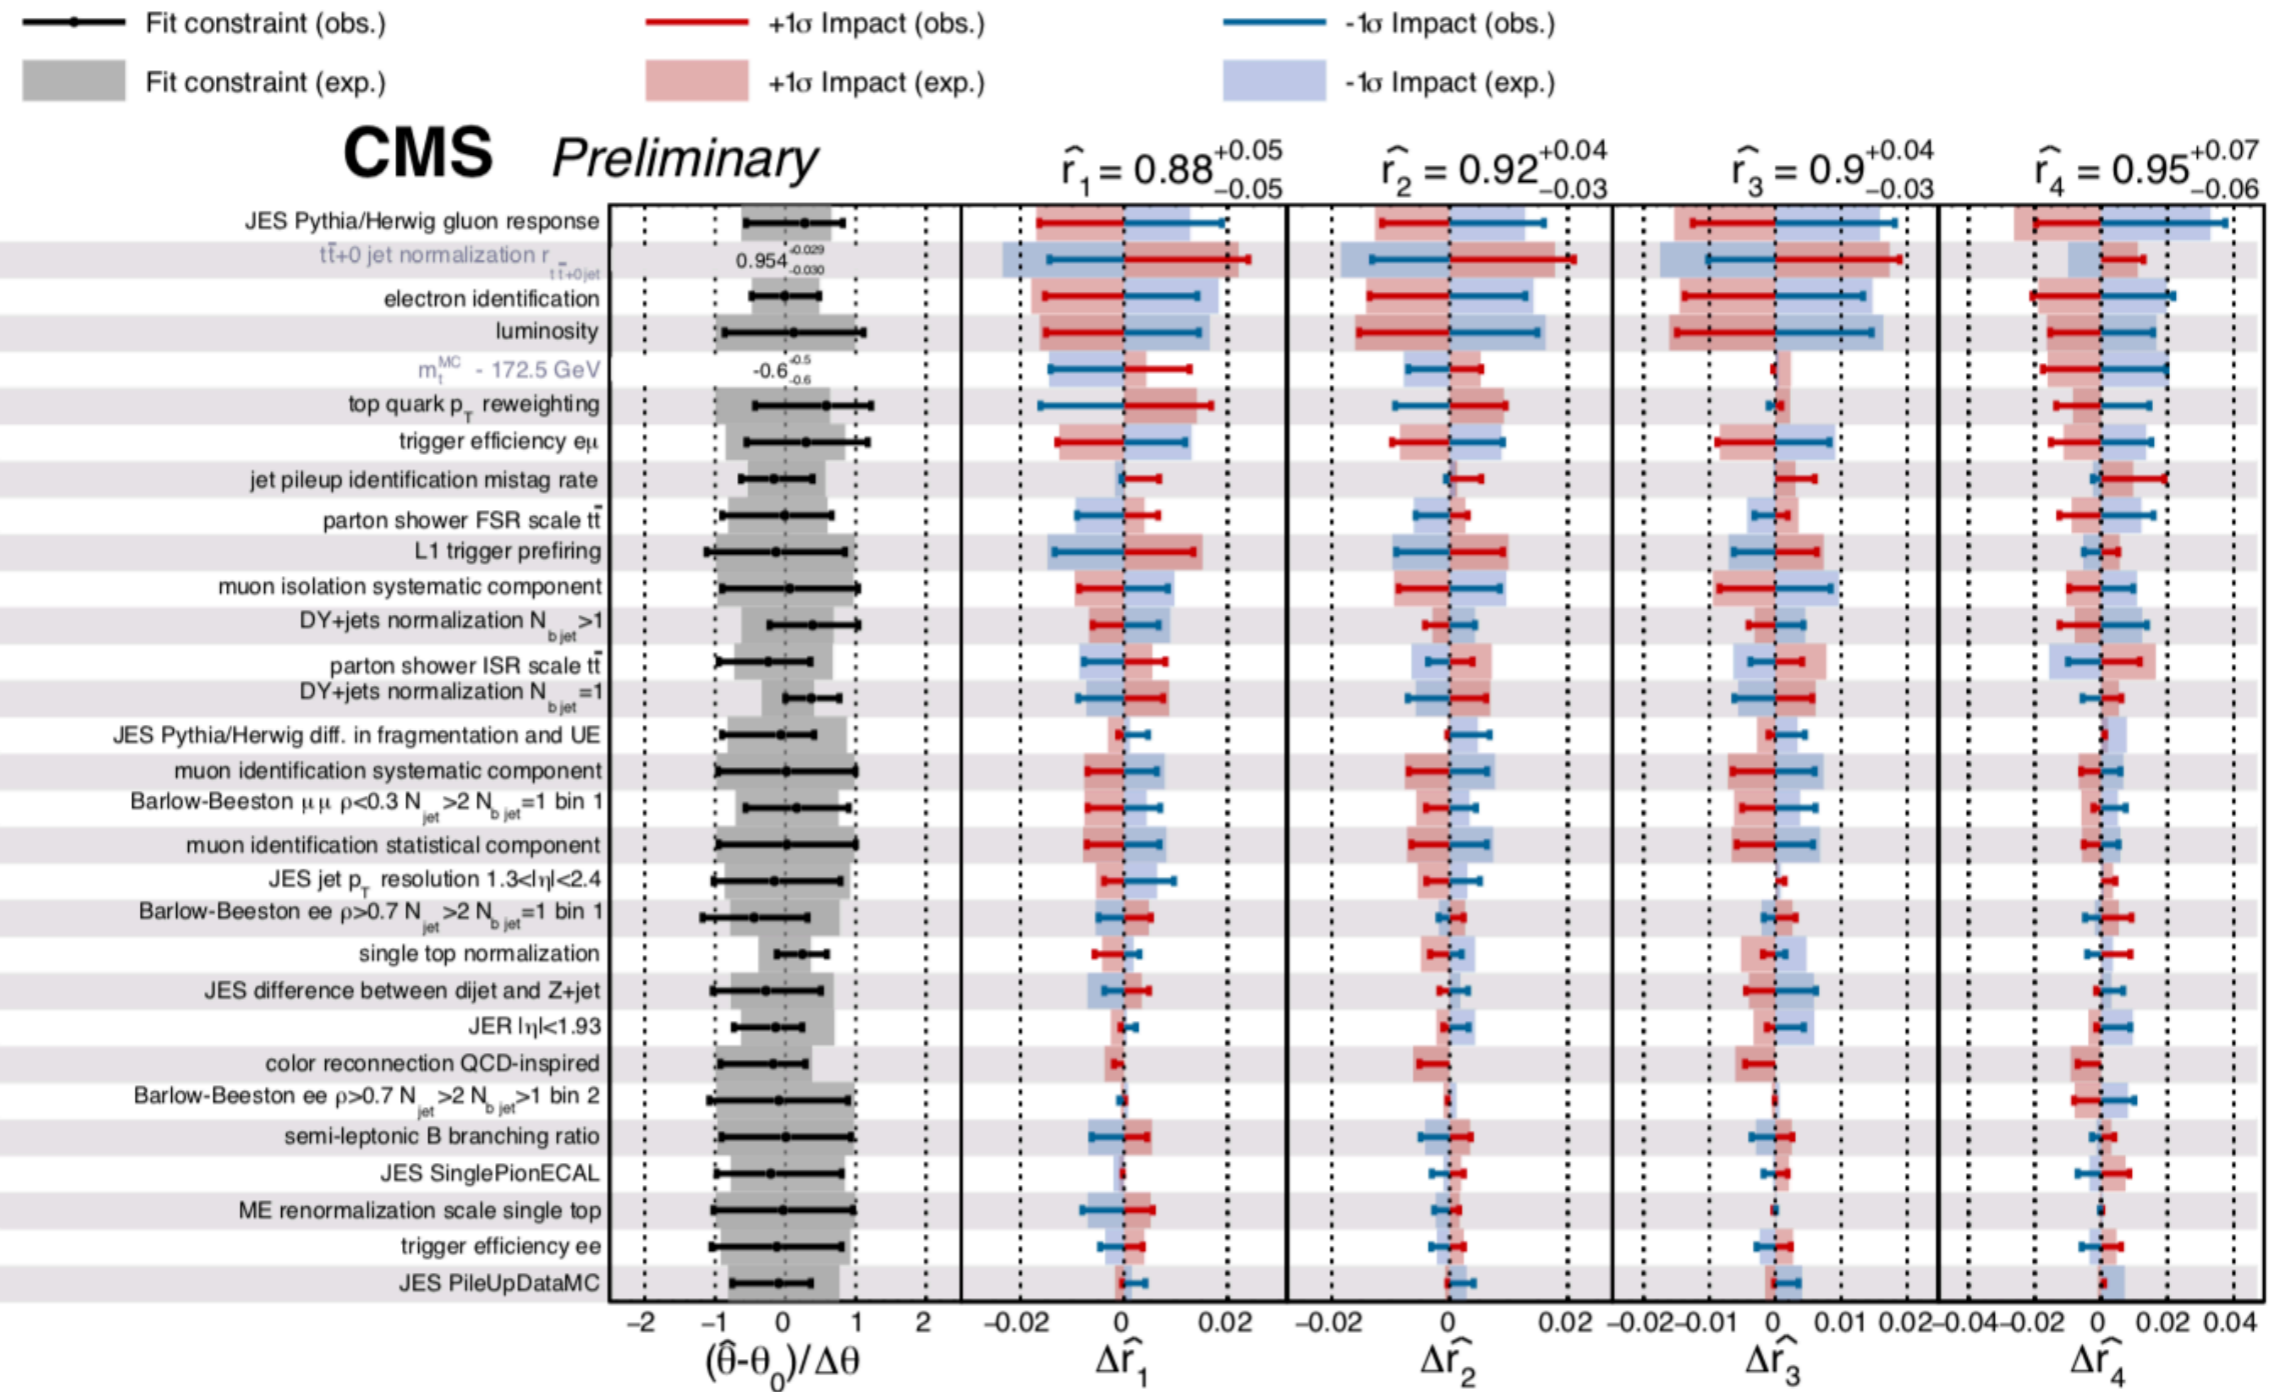 Fit constraint (obs.) +1σ Impact (obs.) -1σ Impact (obs.)
Fit constraint (exp.) +1σ Impact (exp.) -1σ Impact (exp.)
CMS Preliminary
r̂₁ = 0.88 +0.05 −0.05 r̂₂ = 0.92 +0.04 −0.03 r̂₃ = 0.9 +0.04 −0.03 r̂₄ = 0.95 +0.07 −0.06
JES Pythia/Herwig gluon response
tt̄+0 jet normalization r tt̄+0jet 0.954 -0.029 -0.030
electron identification
luminosity
m_t^MC - 172.5 GeV -0.6 -0.5 -0.6
top quark p_T reweighting
trigger efficiency eμ
jet pileup identification mistag rate
parton shower FSR scale tt̄
L1 trigger prefiring
muon isolation systematic component
DY+jets normalization N b jet >1
parton shower ISR scale tt̄
DY+jets normalization N b jet =1
JES Pythia/Herwig diff. in fragmentation and UE
muon identification systematic component
Barlow-Beeston μμ ρ<0.3 N jet >2 N b jet =1 bin 1
muon identification statistical component
JES jet p_T resolution 1.3<|η|<2.4
Barlow-Beeston ee ρ>0.7 N jet >2 N b jet =1 bin 1
single top normalization
JES difference between dijet and Z+jet
JER |η|<1.93
color reconnection QCD-inspired
Barlow-Beeston ee ρ>0.7 N jet >2 N b jet >1 bin 2
semi-leptonic B branching ratio
JES SinglePionECAL
ME renormalization scale single top
trigger efficiency ee
JES PileUpDataMC
−2 −1 0 1 2 −0.02 0 0.02 −0.02 0 0.02 −0.02 −0.01 0 0.01 0.02 −0.04 −0.02 0 0.02 0.04
(θ̂-θ₀)/Δθ Δr̂₁ Δr̂₂ Δr̂₃ Δr̂₄